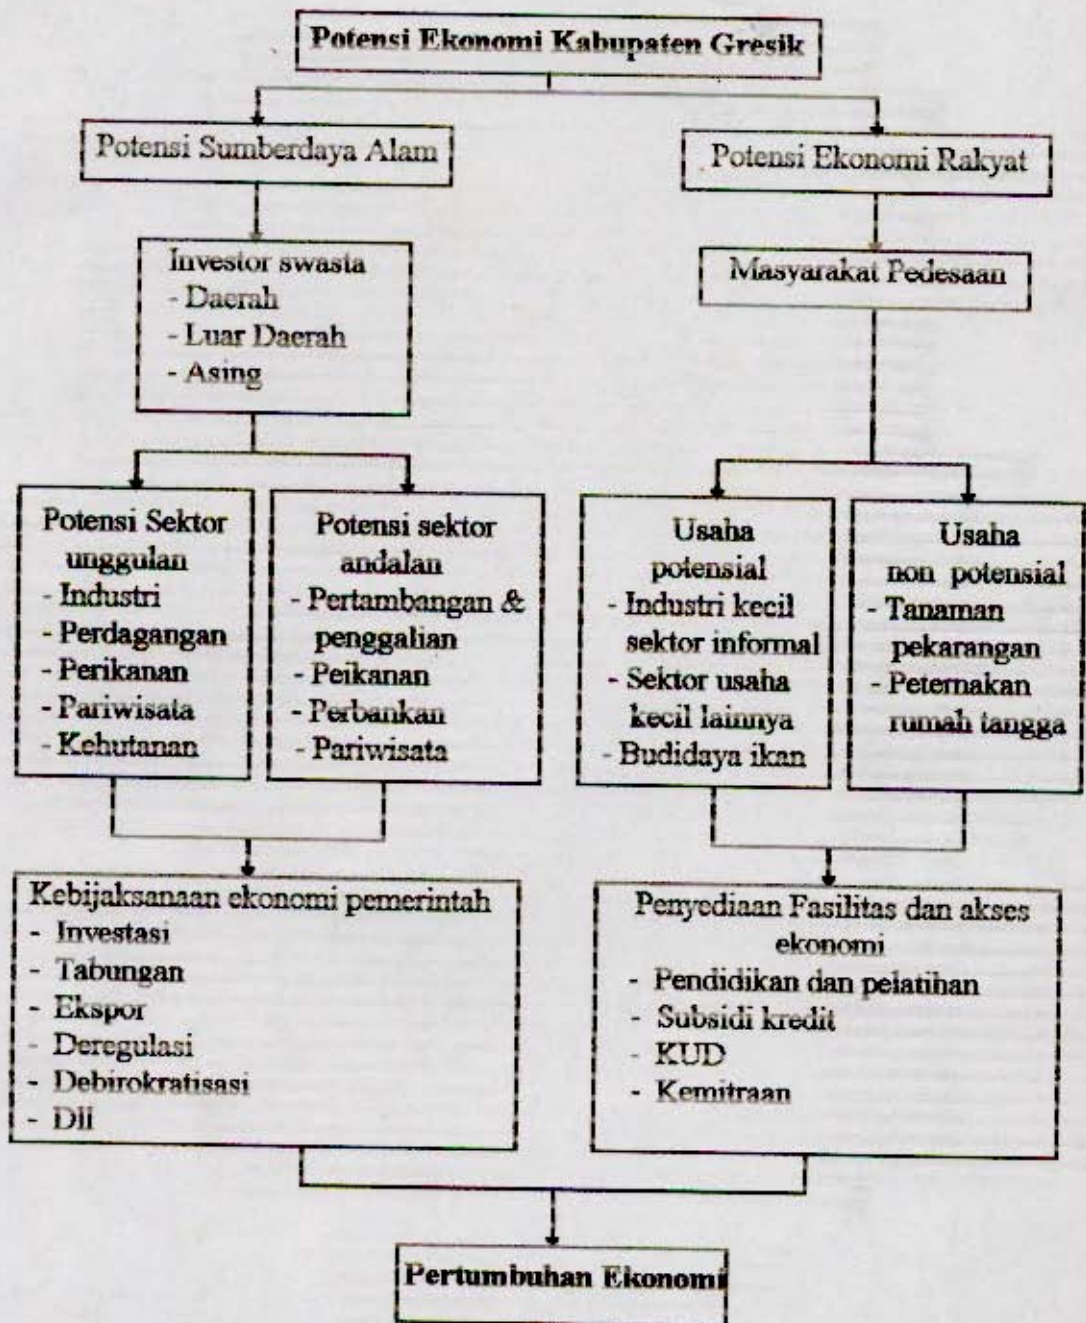 Potensi Ekonomi Kabupaten Gresik
Potensi Sumberdaya Alam
Potensi Ekonomi Rakyat
Investor swasta
- Daerah
- Luar Daerah
- Asing
Masyarakat Pedesaan
Potensi Sektor
unggulan
- Industri
- Perdagangan
- Perikanan
- Pariwisata
- Kehutanan
Potensi sektor
andalan
- Pertambangan &
penggalian
- Peikanan
- Perbankan
- Pariwisata
Usaha
potensial
- Industri kecil
sektor informal
- Sektor usaha
kecil lainnya
- Budidaya ikan
Usaha
non potensial
- Tanaman
pekarangan
- Peternakan
rumah tangga
Kebijaksanaan ekonomi pemerintah
- Investasi
- Tabungan
- Ekspor
- Deregulasi
- Debirokratisasi
- Dll
Penyediaan Fasilitas dan akses
ekonomi
- Pendidikan dan pelatihan
- Subsidi kredit
- KUD
- Kemitraan
Pertumbuhan Ekonomi